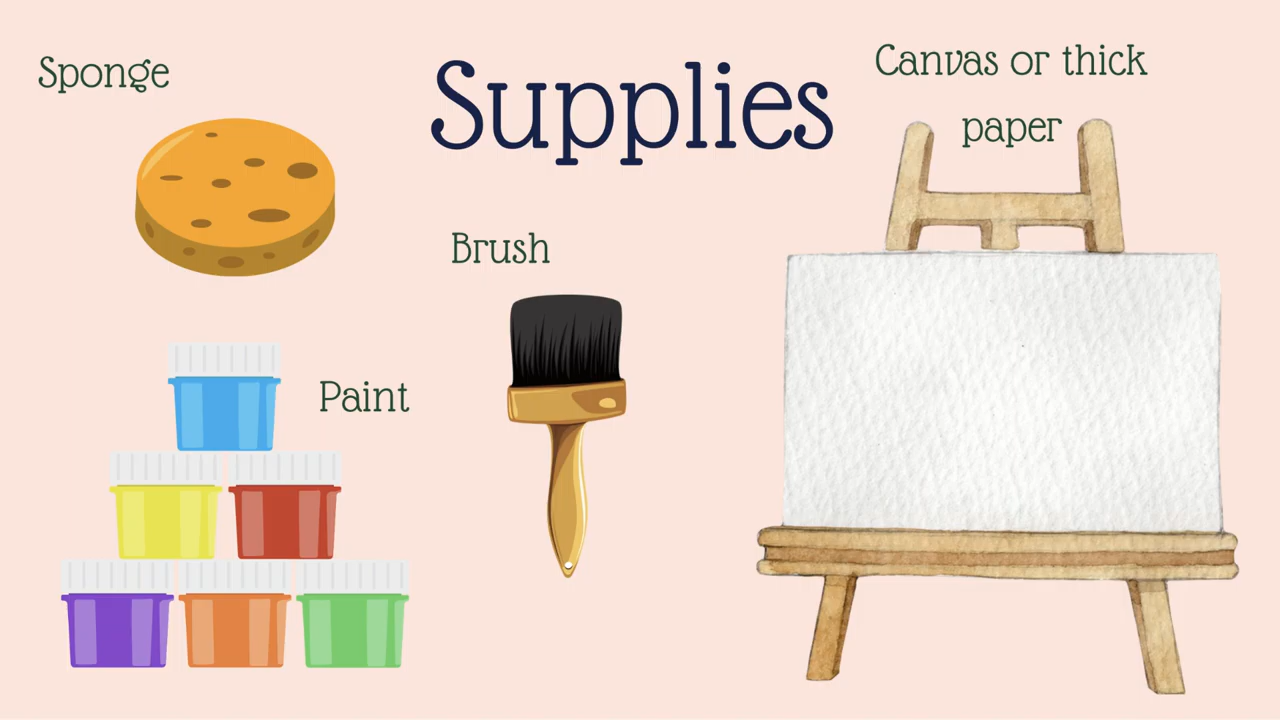 Supplies
Sponge
Canvas or thick
paper
Brush
Paint